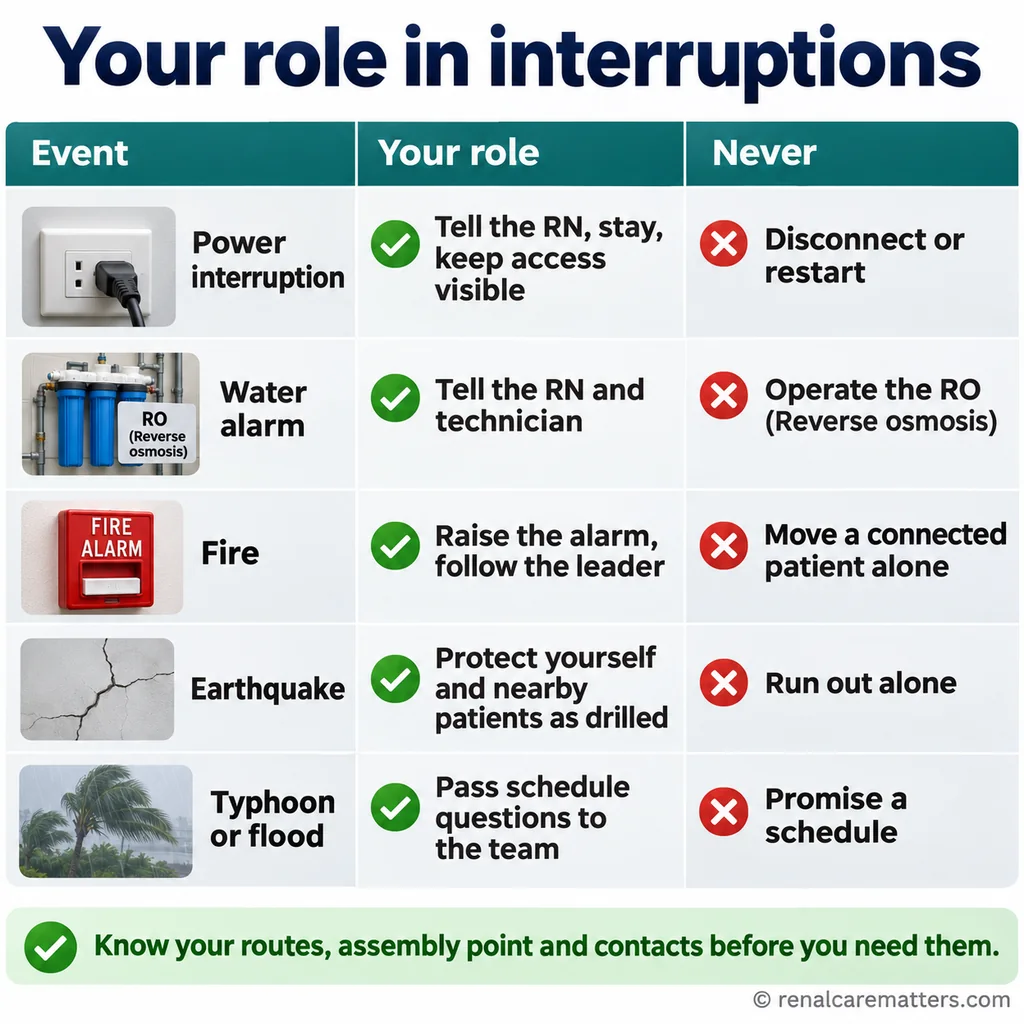 Your role in interruptions
Event
Your role
Never
Power
interruption
Tell the RN, stay,
keep access
visible
Disconnect or
restart
RO
(Reverse
osmosis)
Water
alarm
Tell the RN and
technician
Operate the RO
(Reverse osmosis)
FIRE
ALARM
Fire
Raise the alarm,
follow the leader
Move a connected
patient alone
Earthquake
Protect yourself
and nearby
patients as drilled
Run out alone
Typhoon
or flood
Pass schedule
questions to
the team
Promise a
schedule
Know your routes, assembly point and contacts before you need them.
© renalcarematters.com